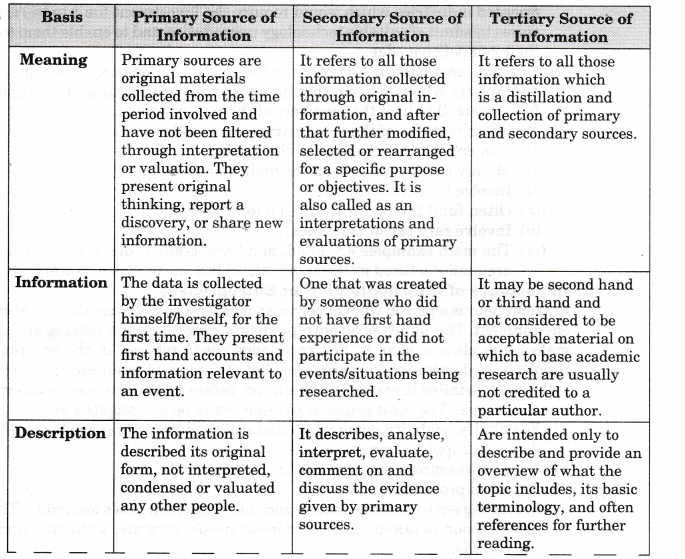 Basis
Primary Source of
Information
Secondary Source of
Information
Tertiary Source of
Information
Meaning
Primary sources are
original materials
collected from the time
period involved and
have not been filtered
through interpretation
or valuation. They
present original
thinking, report a
discovery, or share new
information.
It refers to all those
information collected
through original in-
formation, and after
that further modified,
selected or rearranged
for a specific purpose
or objectives. It is
also called as an
interpretations and
evaluations of primary
sources.
It refers to all those
information which
is a distillation and
collection of primary
and secondary sources.
Information
The data is collected
by the investigator
himself/herself, for the
first time. They present
first hand accounts and
information relevant to
an event.
One that was created
by someone who did
not have first hand
experience or did not
participate in the
events/situations being
researched.
It may be second hand
or third hand and
is considered to be
acceptable material on
which to base academic
research are usually
not credited to a
particular author.
Description
The information is
described its original
form, not interpreted,
condensed or valuated
any other people.
It describes, analyse,
interpret, evaluate,
comment on and
discuss the evidence
given by primary
sources.
Are intended only to
describe and provide an
overview of what the
topic includes, its basic
terminology, and often
references for further
reading.